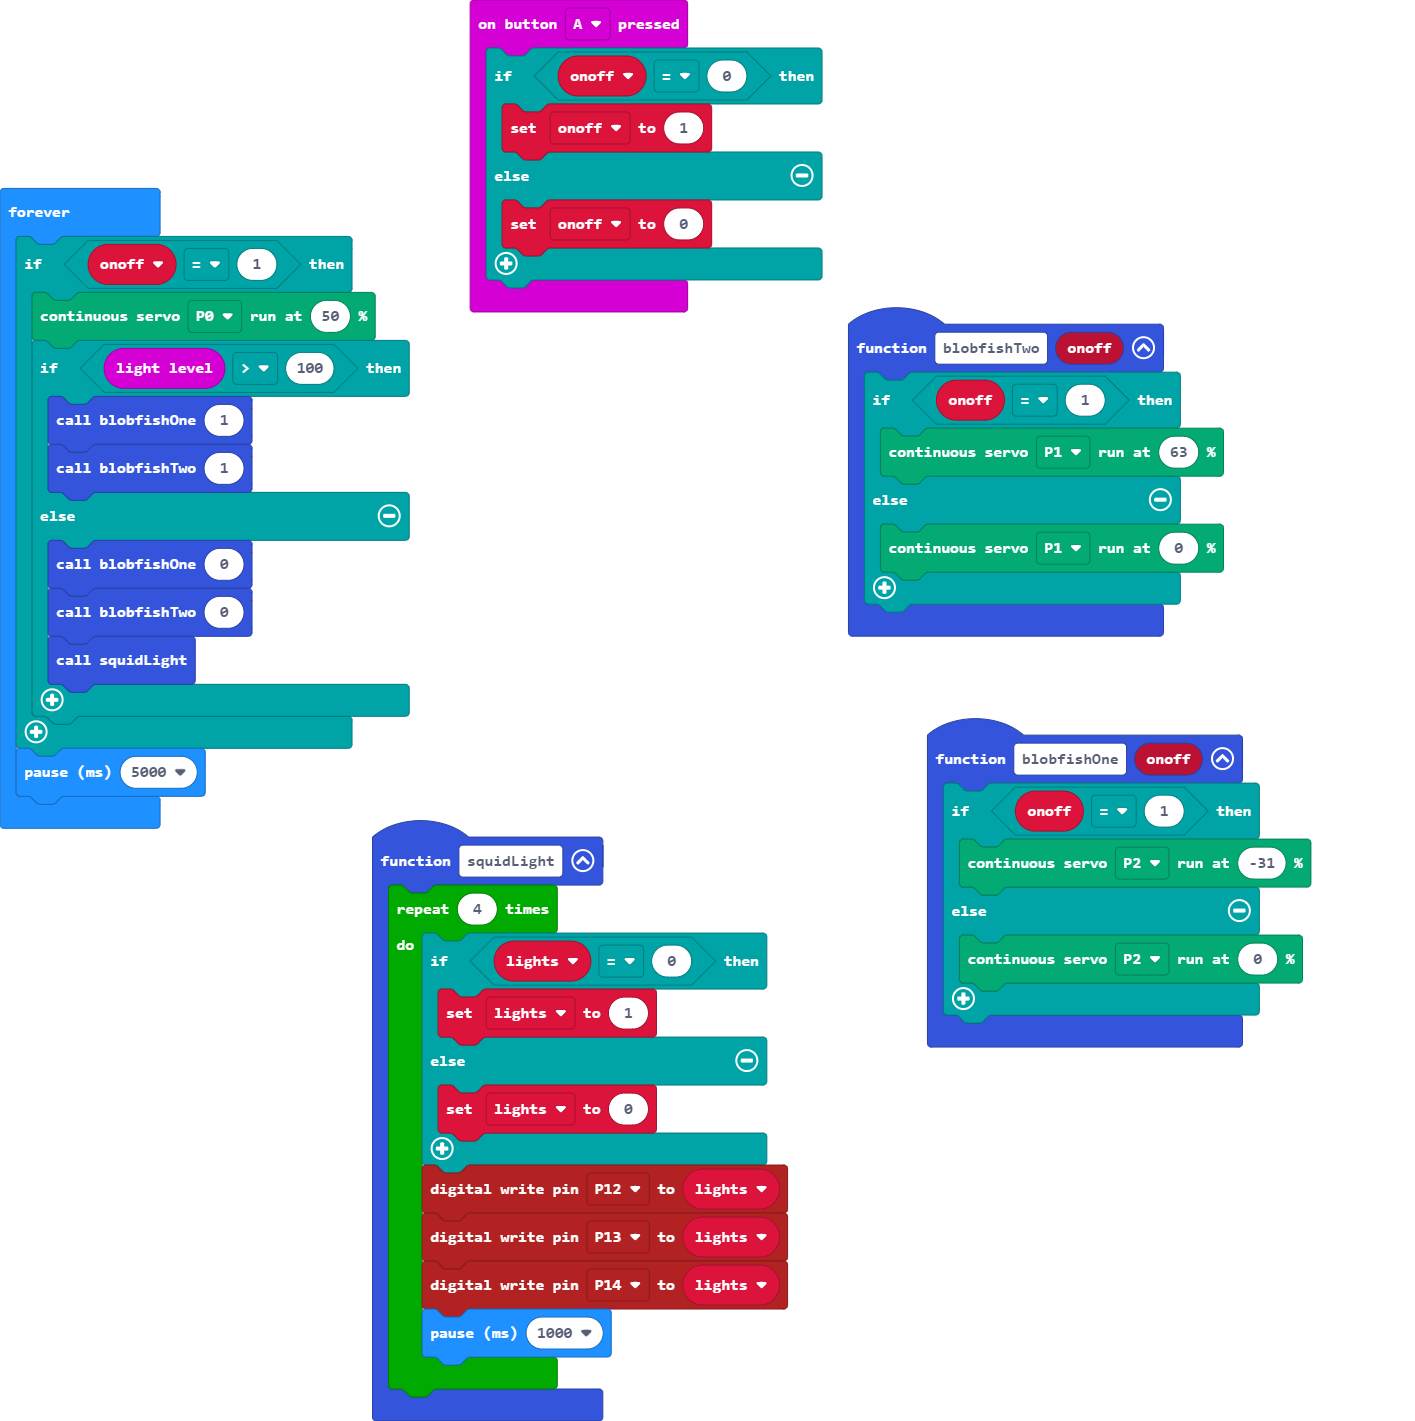 on button A pressed
if onoff = 0 then
set onoff to 1
else
set onoff to 0
forever
if onoff = 1 then
continuous servo P0 run at 50 %
if light level > 100 then
call blobfishOne 1
call blobfishTwo 1
else
call blobfishOne 0
call blobfishTwo 0
call squidLight
pause (ms) 5000
function blobfishTwo onoff
if onoff = 1 then
continuous servo P1 run at 63 %
else
continuous servo P1 run at 0 %
function blobfishOne onoff
if onoff = 1 then
continuous servo P2 run at -31 %
else
continuous servo P2 run at 0 %
function squidLight
repeat 4 times
do
if lights = 0 then
set lights to 1
else
set lights to 0
digital write pin P12 to lights
digital write pin P13 to lights
digital write pin P14 to lights
pause (ms) 1000